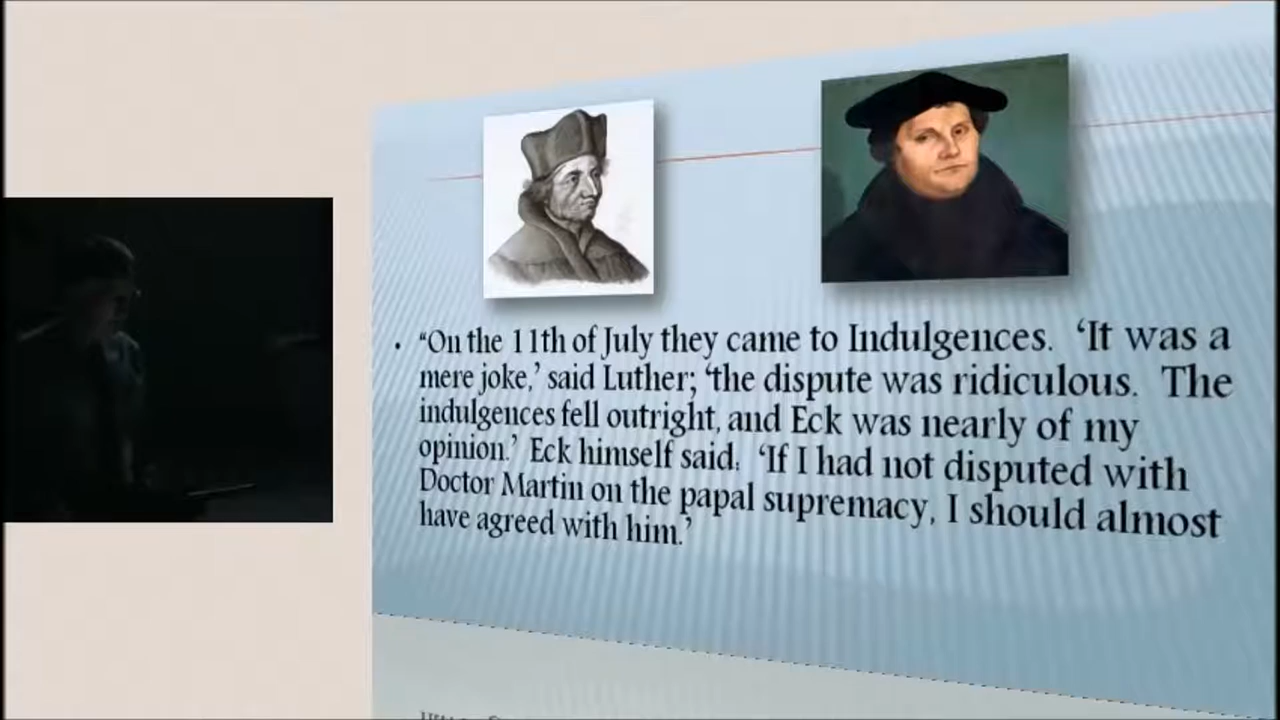 • “On the 11th of July they came to Indulgences.  ‘It was a
mere joke,’ said Luther; ‘the dispute was ridiculous.  The
indulgences fell outright, and Eck was nearly of my
opinion.’  Eck himself said:  ‘If I had not disputed with
Doctor Martin on the papal supremacy, I should almost
have agreed with him.’